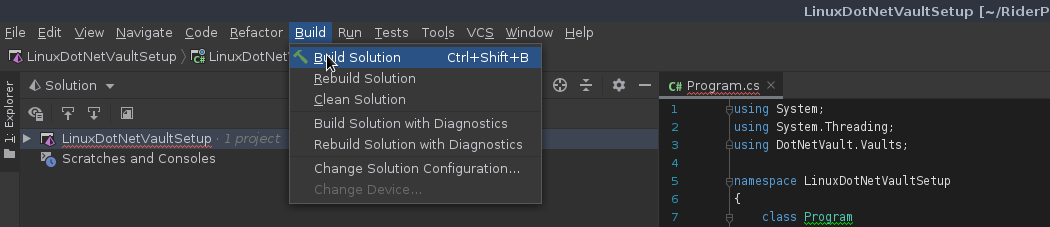 LinuxDotNetVaultSetup [~/RiderP
File Edit View Navigate Code Refactor Build Run Tests Tools VCS Window Help
LinuxDotNetVaultSetup LinuxDotNet
Build Solution Ctrl+Shift+B
Rebuild Solution
Clean Solution
Build Solution with Diagnostics
Rebuild Solution with Diagnostics
Change Solution Configuration...
Change Device...
1: Explorer
Solution
LinuxDotNetVaultSetup · 1 project
Scratches and Consoles
C# Program.cs
1 using System;
2 using System.Threading;
3 using DotNetVault.Vaults;
4
5 namespace LinuxDotNetVaultSetup
6 {
7 class Program